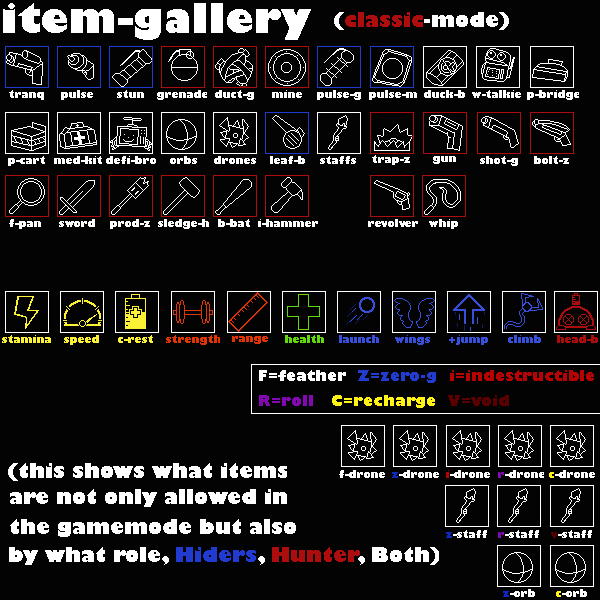 item-gallery (classic-mode)
tranq pulse stun grenade duct-g mine pulse-g pulse-m duck-b w-talkie p-bridge
p-cart med-kit defi-bro orbs drones leaf-b staffs trap-z gun shot-g bolt-z
f-pan sword prod-z sledge-h b-bat i-hammer revolver whip
stamina speed c-rest strength range health launch wings +jump climb head-b
F=feather Z=zero-g i=indestructible
R=roll C=recharge V=void
f-drone z-drone i-drone r-drone c-drone
(this shows what items
are not only allowed in
z-staff r-staff v-staff
the gamemode but also
by what role, Hiders, Hunter, Both)
z-orb c-orb